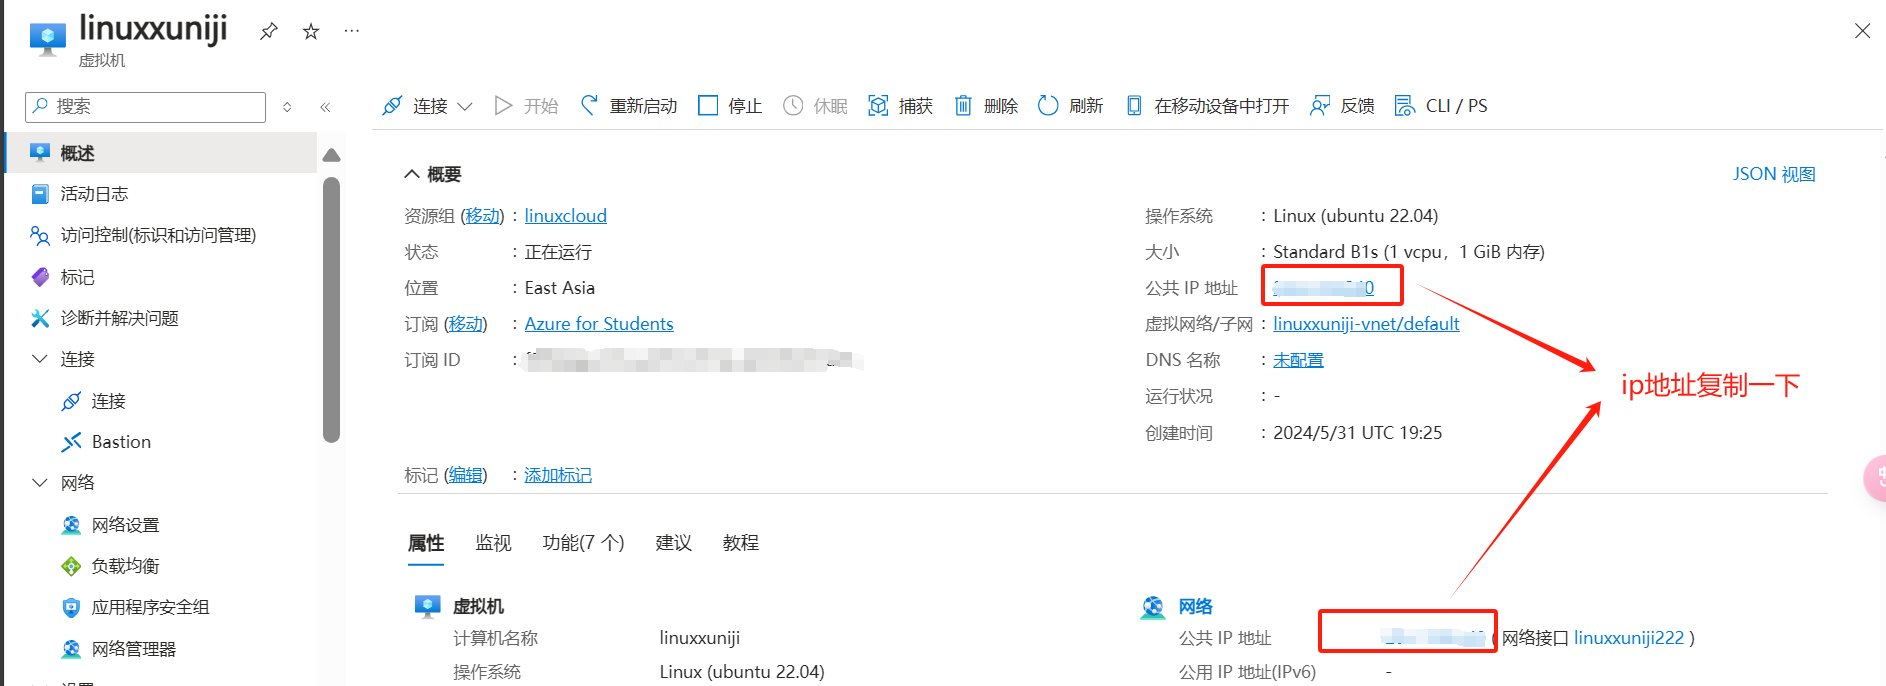 linuxxuniji
虚拟机
搜索
连接 开始 重新启动 停止 休眠 捕获 删除 刷新 在移动设备中打开 反馈 CLI / PS
概述
活动日志
访问控制(标识和访问管理)
标记
诊断并解决问题
连接
连接
Bastion
网络
网络设置
负载均衡
应用程序安全组
网络管理器
概要
JSON 视图
资源组 (移动) : linuxcloud
状态 : 正在运行
位置 : East Asia
订阅 (移动) : Azure for Students
订阅 ID :
操作系统 : Linux (ubuntu 22.04)
大小 : Standard B1s (1 vcpu，1 GiB 内存)
公共 IP 地址 :
虚拟网络/子网 : linuxxuniji-vnet/default
DNS 名称 : 未配置
运行状况 : -
创建时间 : 2024/5/31 UTC 19:25
ip地址复制一下
标记 (编辑) : 添加标记
属性 监视 功能(7 个) 建议 教程
虚拟机
计算机名称 linuxxuniji
操作系统 Linux (ubuntu 22.04)
网络
公共 IP 地址 ( 网络接口 linuxxuniji222 )
公用 IP 地址(IPv6) -